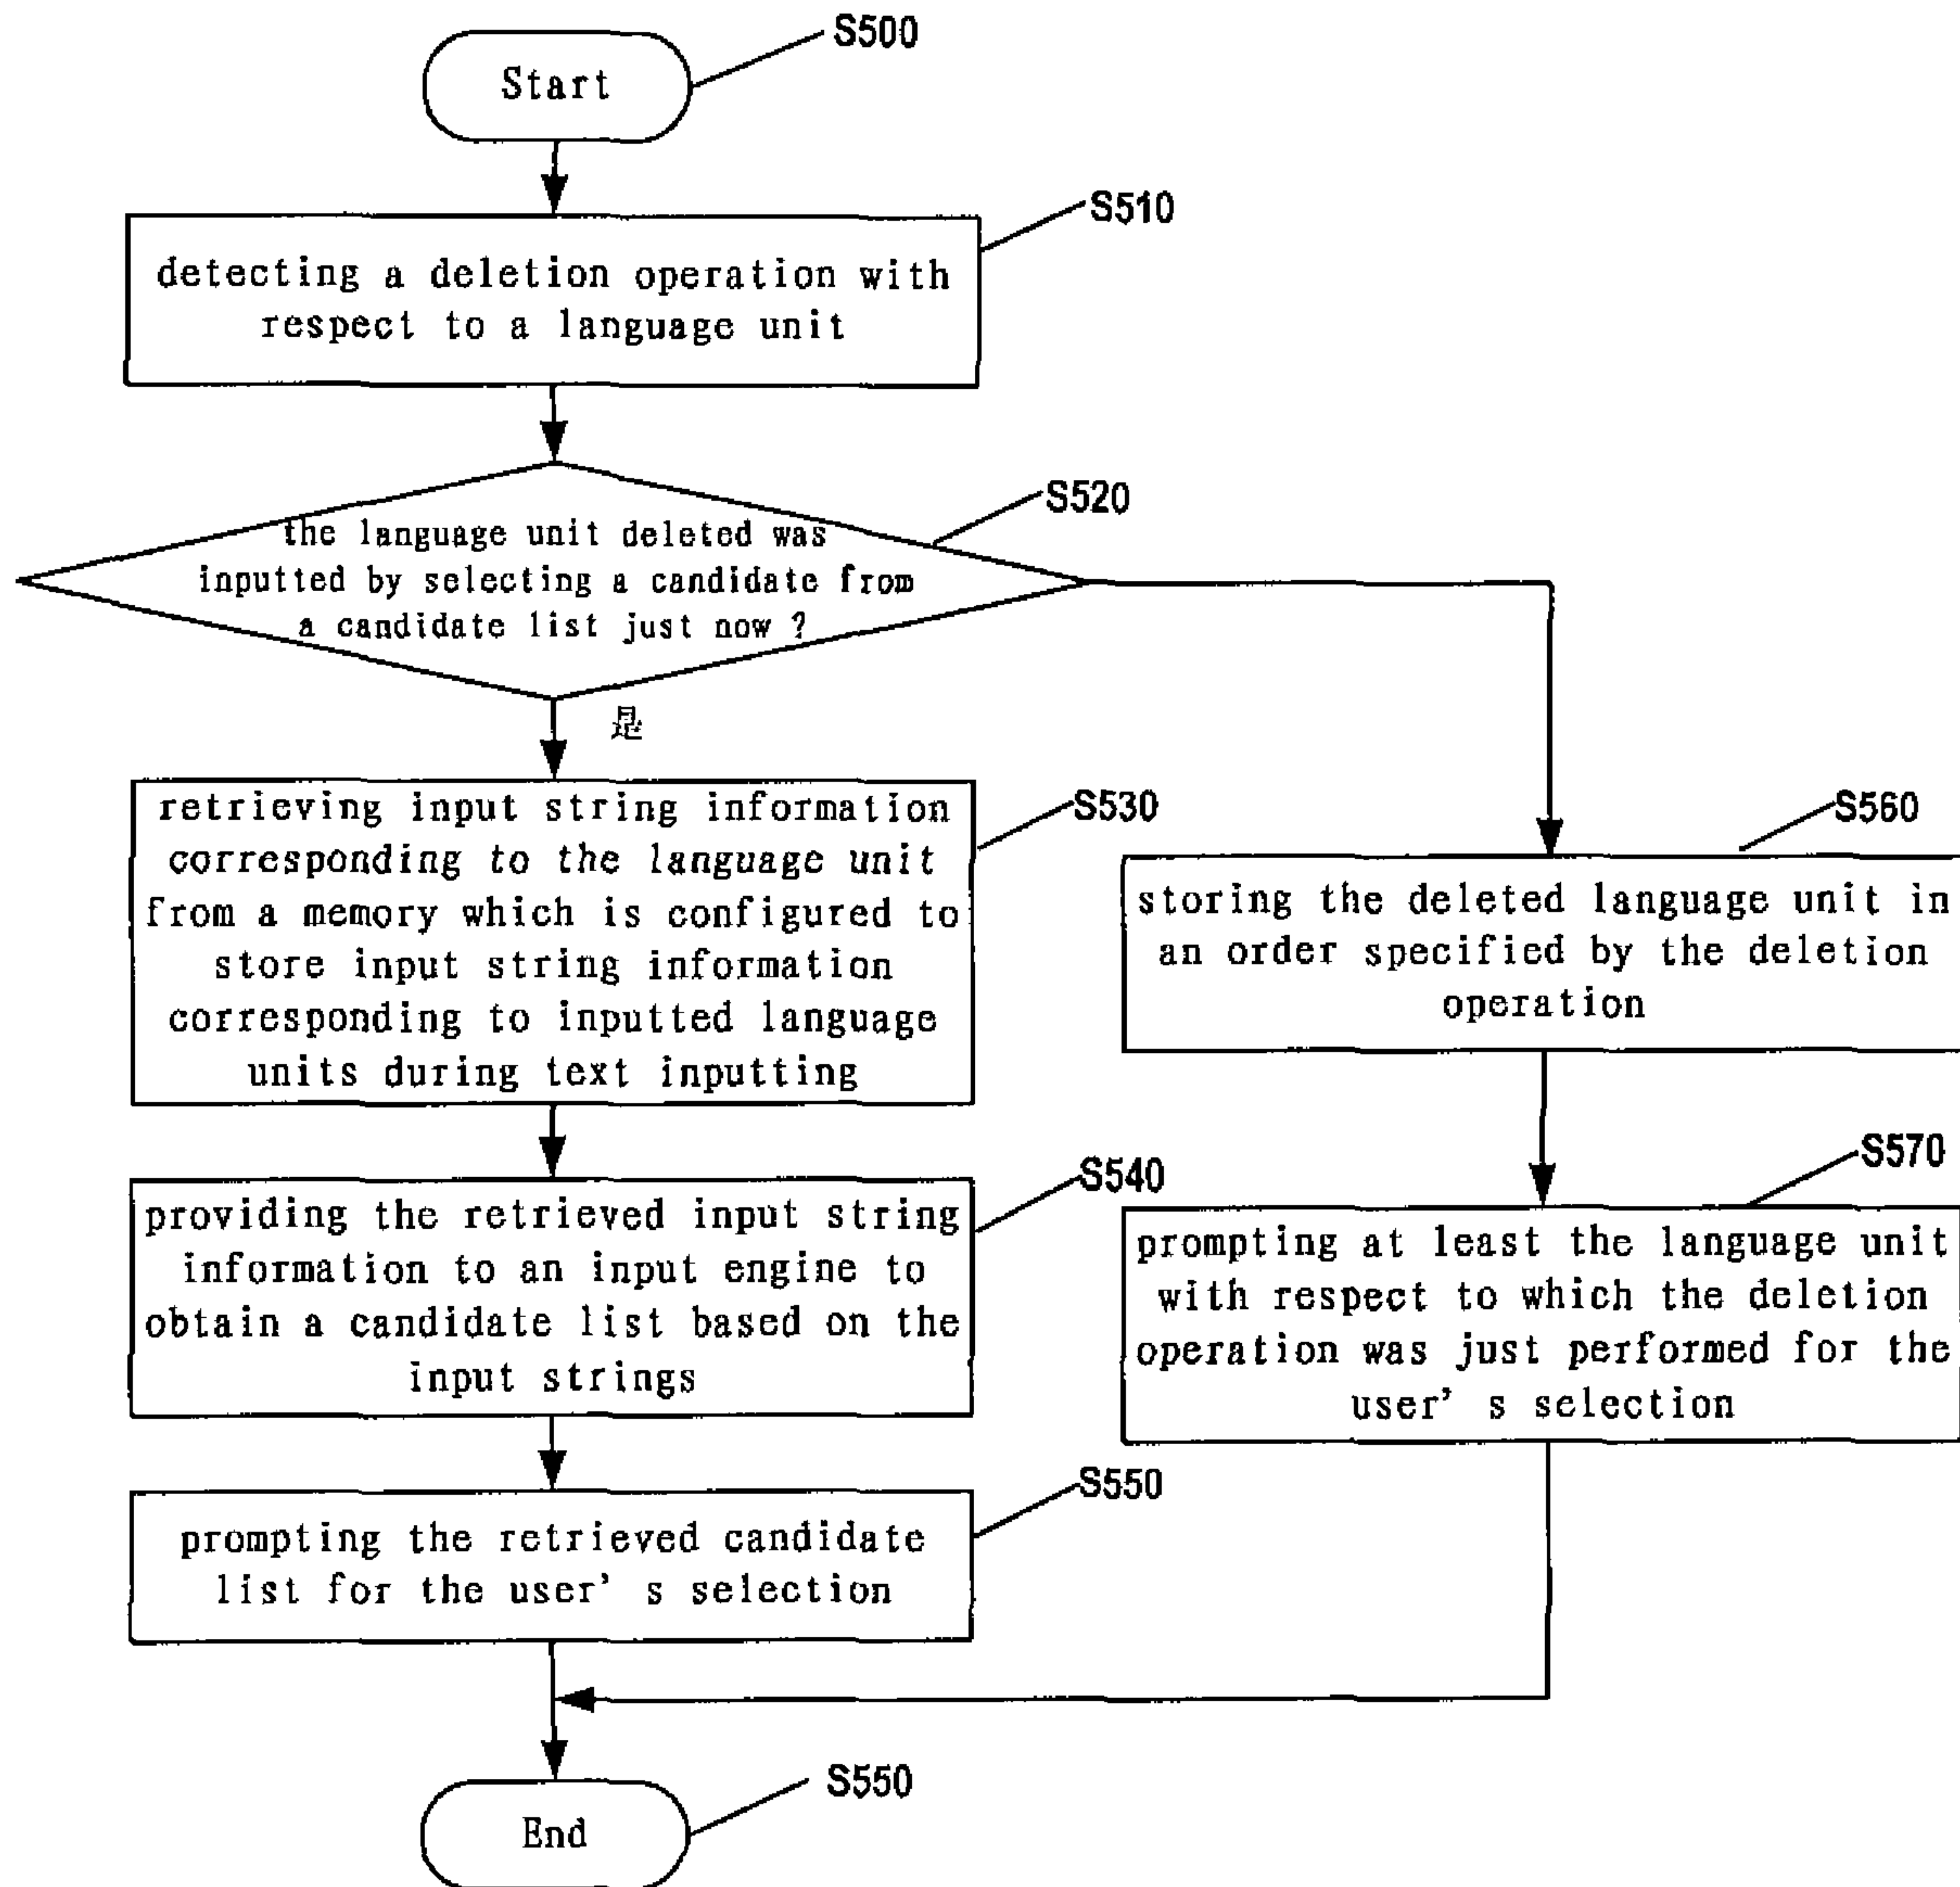 S500
Start
S510
detecting a deletion operation with
respect to a language unit
S520
the language unit deleted was
inputted by selecting a candidate from
a candidate list just now ?
是
S530
retrieving input string information
corresponding to the language unit
from a memory which is configured to
store input string information
corresponding to inputted language
units during text inputting
S560
storing the deleted language unit in
an order specified by the deletion
operation
S540
providing the retrieved input string
information to an input engine to
obtain a candidate list based on the
input strings
S570
prompting at least the language unit
with respect to which the deletion
operation was just performed for the
user' s selection
S550
prompting the retrieved candidate
list for the user' s selection
S550
End